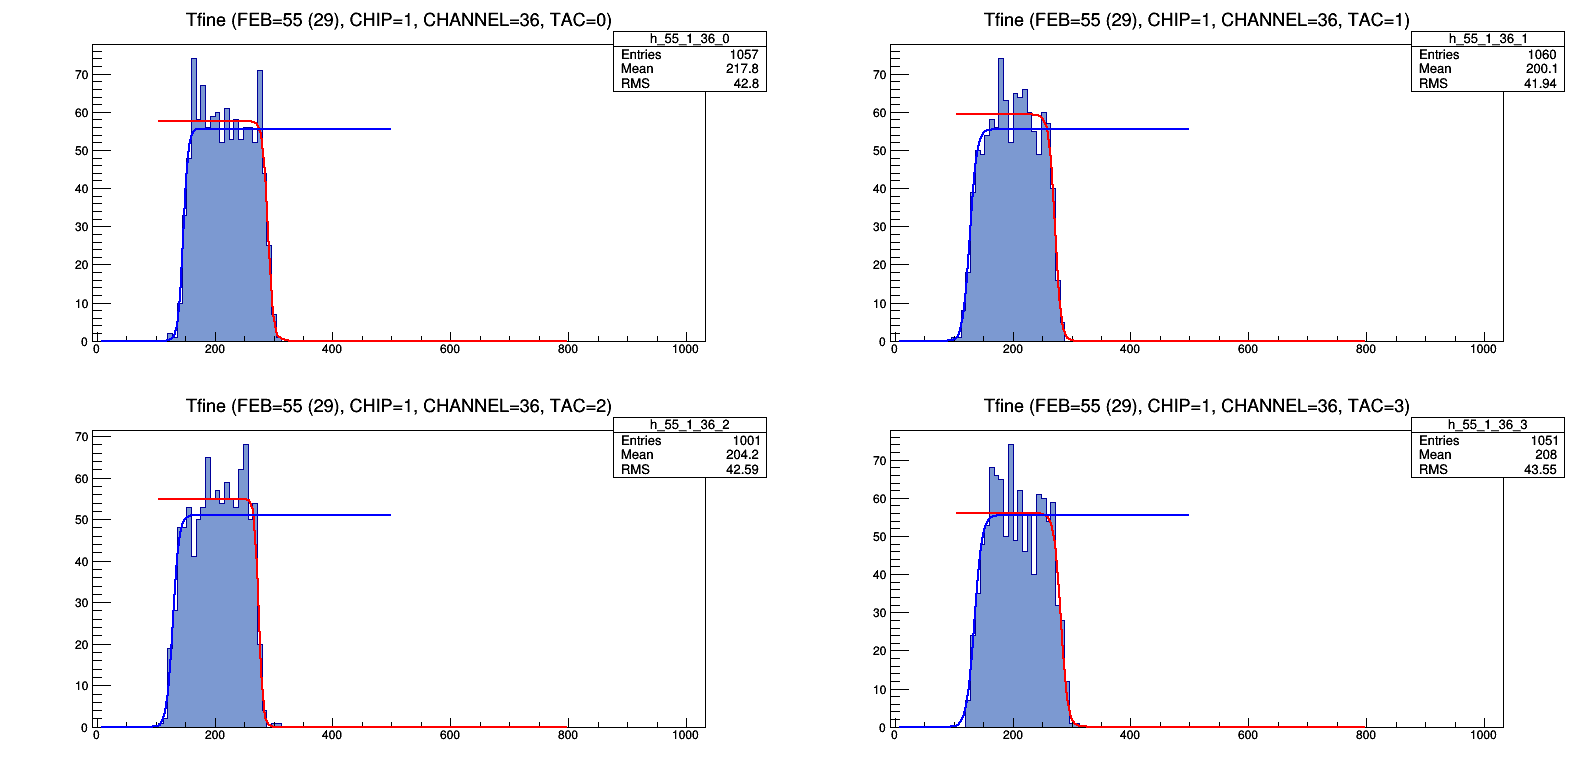 Tfine (FEB=55 (29), CHIP=1, CHANNEL=36, TAC=0)
h_55_1_36_0
Entries 1057
Mean 217.8
RMS 42.8
70
60
50
40
30
20
10
0
0 200 400 600 800 1000
Tfine (FEB=55 (29), CHIP=1, CHANNEL=36, TAC=1)
h_55_1_36_1
Entries 1060
Mean 200.1
RMS 41.94
70
60
50
40
30
20
10
0
0 200 400 600 800 1000
Tfine (FEB=55 (29), CHIP=1, CHANNEL=36, TAC=2)
h_55_1_36_2
Entries 1001
Mean 204.2
RMS 42.59
70
60
50
40
30
20
10
0
0 200 400 600 800 1000
Tfine (FEB=55 (29), CHIP=1, CHANNEL=36, TAC=3)
h_55_1_36_3
Entries 1051
Mean 208
RMS 43.55
70
60
50
40
30
20
10
0
0 200 400 600 800 1000